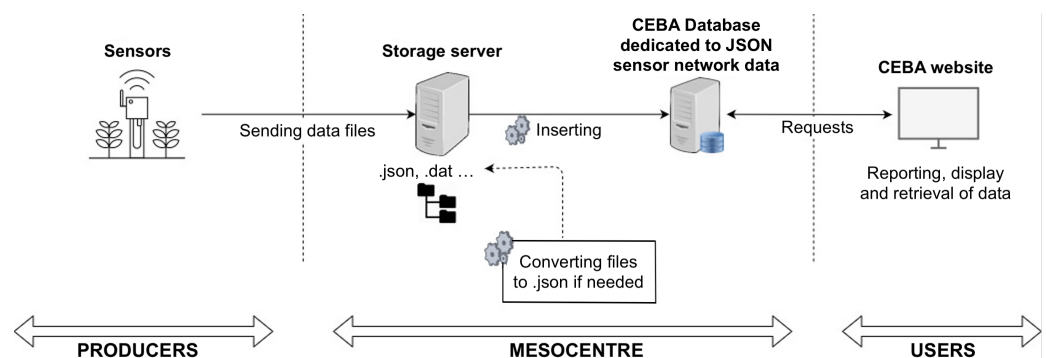 Sensors
Sending data files
Storage server
.json, .dat ...
Inserting
Converting files
to .json if needed
CEBA Database
dedicated to JSON
sensor network data
Requests
CEBA website
Reporting, display
and retrieval of data
PRODUCERS
MESOCENTRE
USERS